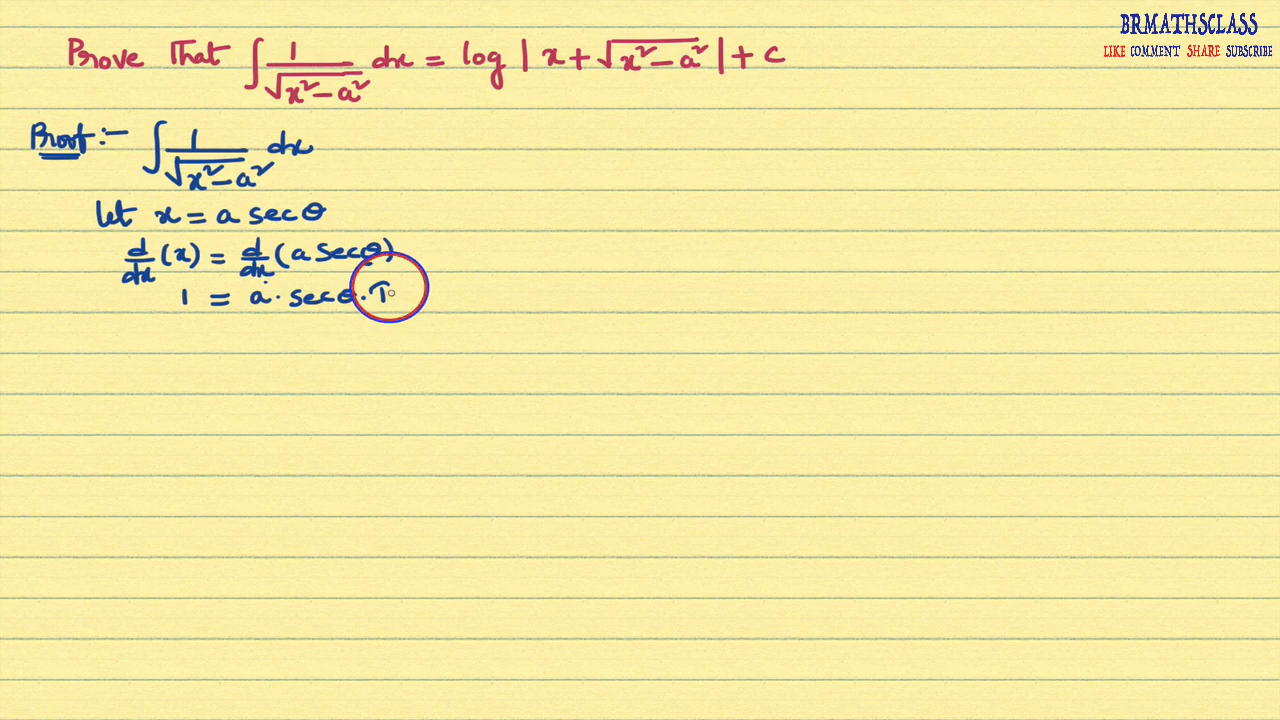 BRMATHSCLASS
LIKE COMMENT SHARE SUBSCRIBE
Prove That ∫ 1/√(x²-a²) dx = log | x + √(x²-a²) | + c
Proof :- ∫ 1/√(x²-a²) dx
let x = a secθ
d/dx (x) = d/dx (a secθ)
1 = a · secθ · T